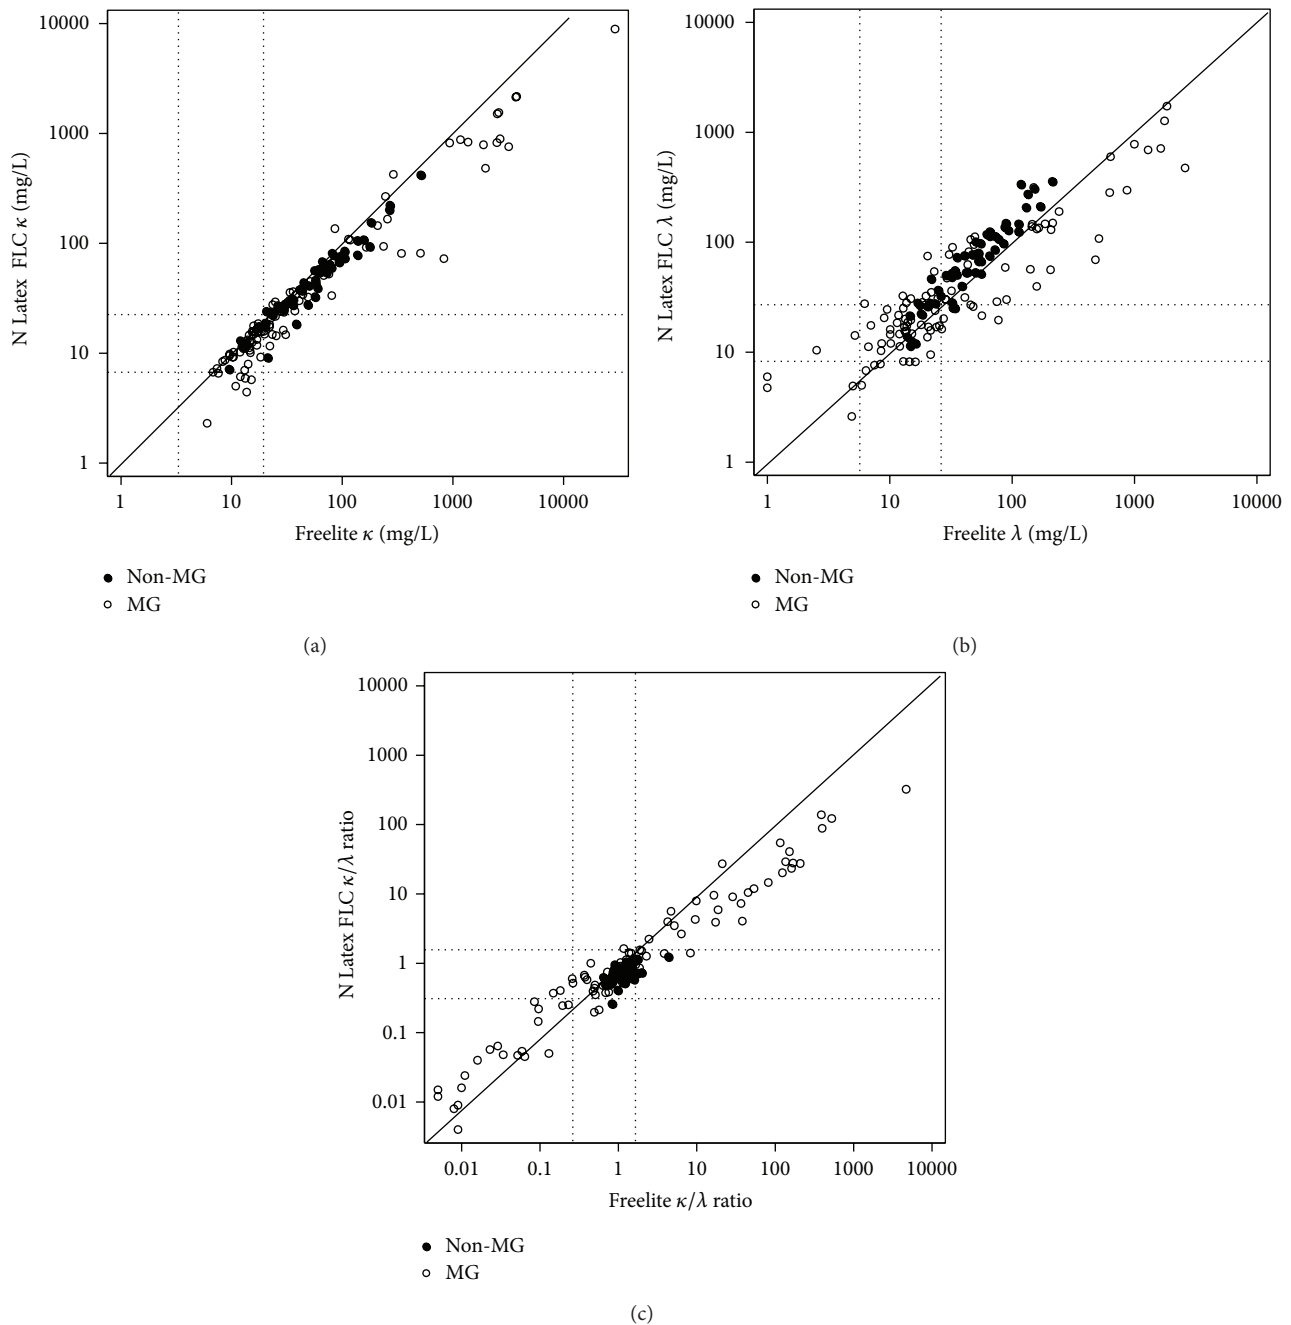 10000
1000
100
10
1
N Latex FLC κ (mg/L)
1 10 100 1000 10000
Freelite κ (mg/L)
Non-MG
MG
(a)
10000
1000
100
10
1
N Latex FLC λ (mg/L)
1 10 100 1000 10000
Freelite λ (mg/L)
Non-MG
MG
(b)
10000
1000
100
10
1
0.1
0.01
N Latex FLC κ/λ ratio
0.01 0.1 1 10 100 1000 10000
Freelite κ/λ ratio
Non-MG
MG
(c)